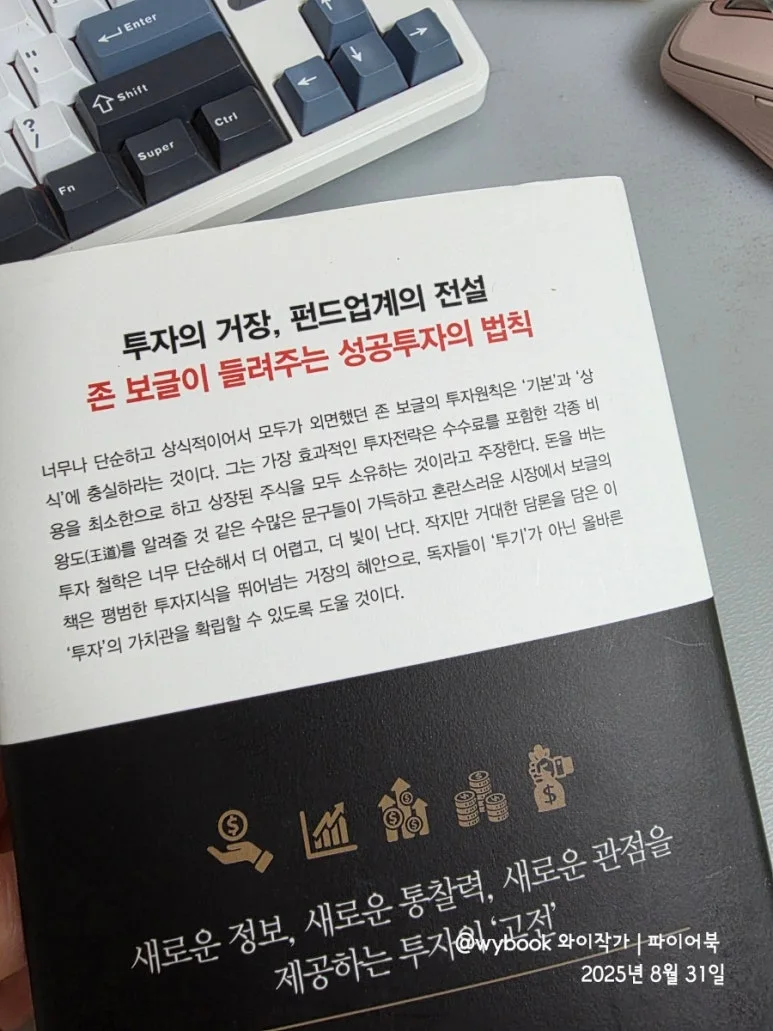 Enter
Shift
Ctrl
Super
Fn
"
;
?
/
투자의 거장, 펀드업계의 전설
존 보글이 들려주는 성공투자의 법칙
너무나 단순하고 상식적이어서 모두가 외면했던 존 보글의 투자원칙은 '기본'과 '상
식'에 충실하라는 것이다. 그는 가장 효과적인 투자전략은 수수료를 포함한 각종 비
용을 최소한으로 하고 상장된 주식을 모두 소유하는 것이라고 주장한다. 돈을 버는
왕도(王道)를 알려줄 것 같은 수많은 문구들이 가득하고 혼란스러운 시장에서 보글의
투자 철학은 너무 단순해서 더 어렵고, 더 빛이 난다. 작지만 거대한 담론을 담은 이
책은 평범한 투자지식을 뛰어넘는 거장의 혜안으로, 독자들이 '투기'가 아닌 올바른
'투자'의 가치관을 확립할 수 있도록 도울 것이다.
새로운 정보, 새로운 통찰력, 새로운 관점을
제공하는 투자의 '고전'
@wybook 와이작가 | 파이어북
2025년 8월 31일